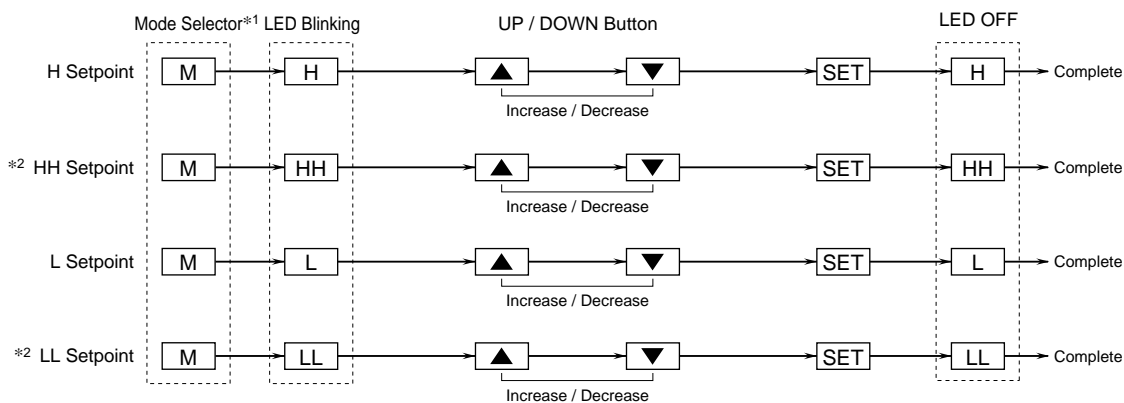 Mode Selector*1 LED Blinking UP / DOWN Button LED OFF
H Setpoint M H ▲ ▼ SET H Complete
Increase / Decrease
*2 HH Setpoint M HH ▲ ▼ SET HH Complete
Increase / Decrease
L Setpoint M L ▲ ▼ SET L Complete
Increase / Decrease
*2 LL Setpoint M LL ▲ ▼ SET LL Complete
Increase / Decrease